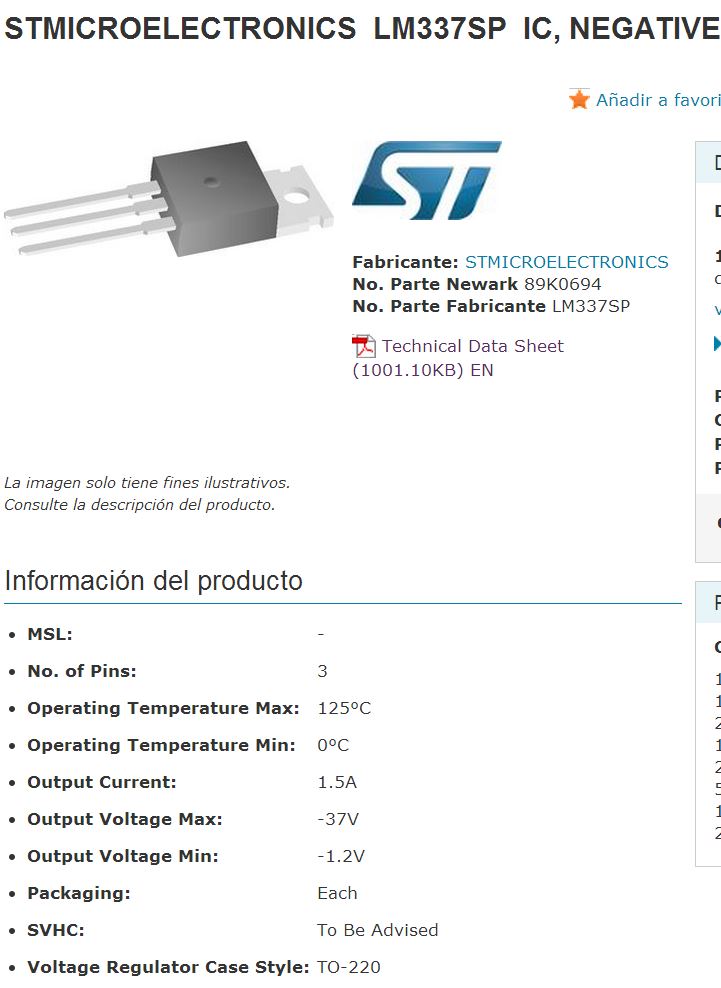 STMICROELECTRONICS LM337SP IC, NEGATIVE
Añadir a favori
ST
Fabricante: STMICROELECTRONICS
No. Parte Newark 89K0694
No. Parte Fabricante LM337SP
Technical Data Sheet
(1001.10KB) EN
La imagen solo tiene fines ilustrativos.
Consulte la descripción del producto.
Información del producto
• MSL: -
• No. of Pins: 3
• Operating Temperature Max: 125ºC
• Operating Temperature Min: 0ºC
• Output Current: 1.5A
• Output Voltage Max: -37V
• Output Voltage Min: -1.2V
• Packaging: Each
• SVHC: To Be Advised
• Voltage Regulator Case Style: TO-220